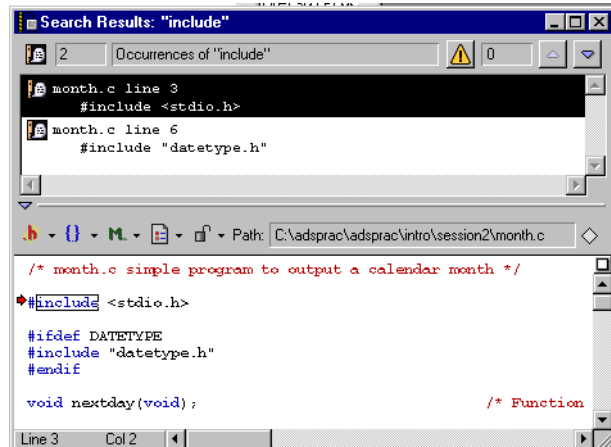 Search Results: "include"
2 Occurrences of "include" 0
month.c line 3
#include <stdio.h>
month.c line 6
#include "datetype.h"
.h {} M. Path: C:\adsprac\adsprac\intro\session2\month.c
/* month.c simple program to output a calendar month */
#include <stdio.h>
#ifdef DATETYPE
#include "datetype.h"
#endif
void nextday(void); /* Function
Line 3 Col 2